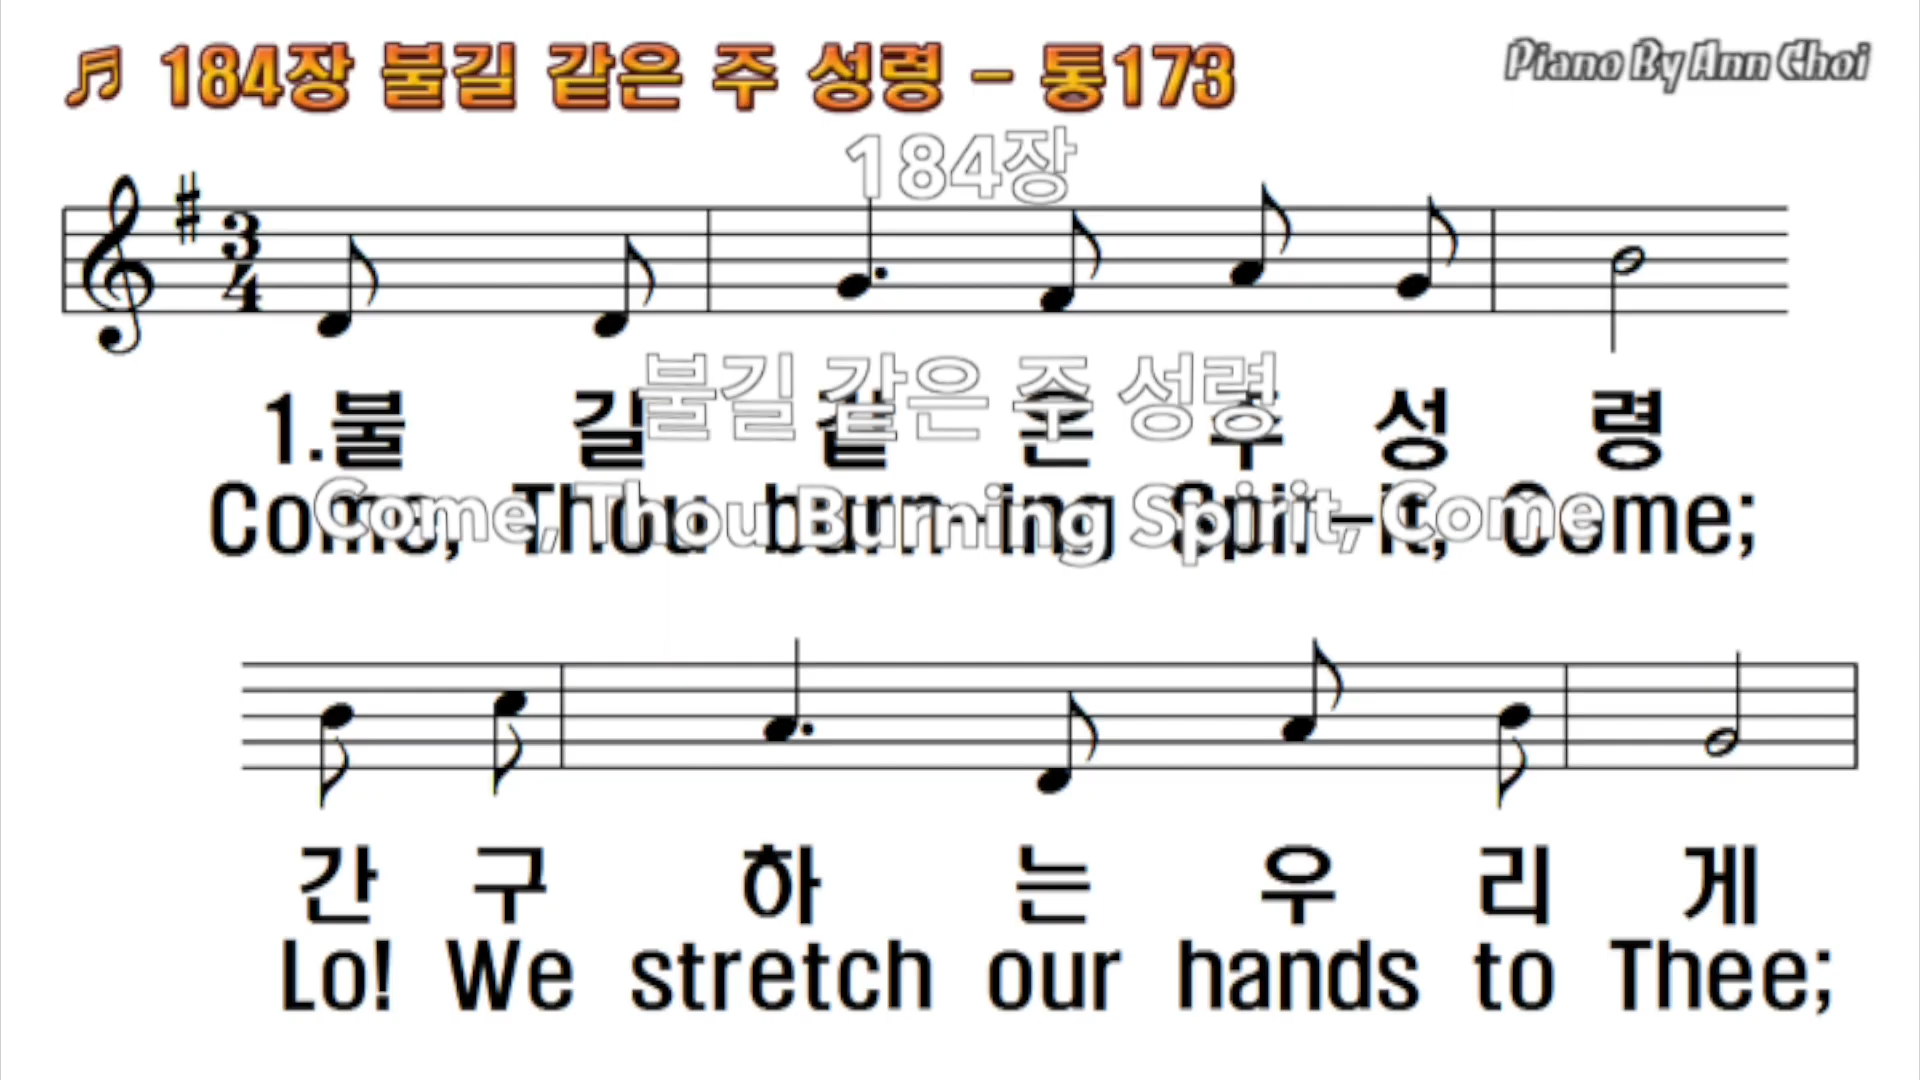 ♬ 184장 불길 같은 주 성령 - 통173
Piano By Ann Choi
184장
3/4
불길 같은 주 성령
1.불 길 같 은 주 성 령
Come, Thou Burning Spirit, Come
Come, Thou burn-ing Spir-it, Come;
간 구 하 는 우 리 게
Lo! We stretch our hands to Thee;